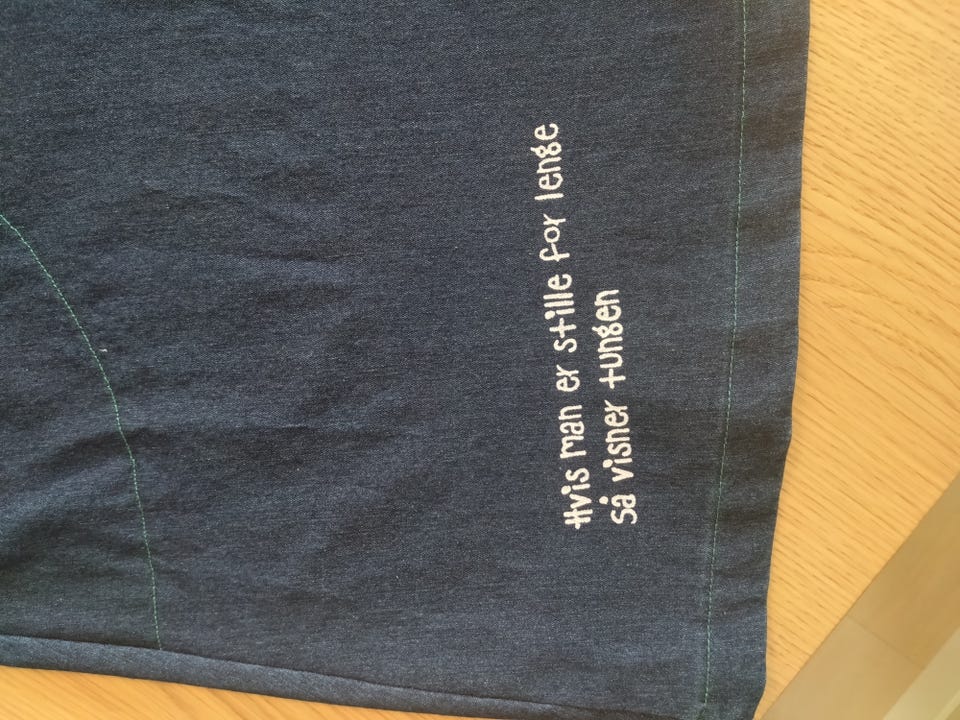 Hvis man er stille for lenge
så visner tungen